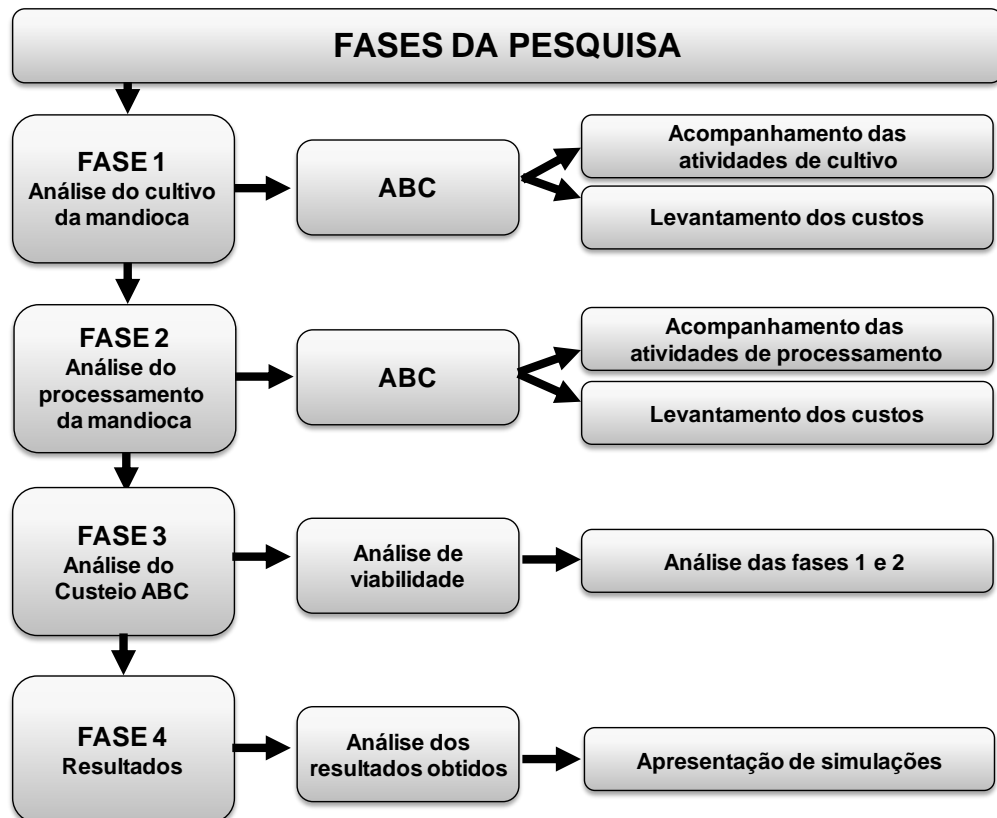 FASES DA PESQUISA
FASE 1
Análise do cultivo
da mandioca
ABC
Acompanhamento das
atividades de cultivo
Levantamento dos custos
FASE 2
Análise do
processamento
da mandioca
ABC
Acompanhamento das
atividades de processamento
Levantamento dos custos
FASE 3
Análise do
Custeio ABC
Análise de
viabilidade
Análise das fases 1 e 2
FASE 4
Resultados
Análise dos
resultados obtidos
Apresentação de simulações